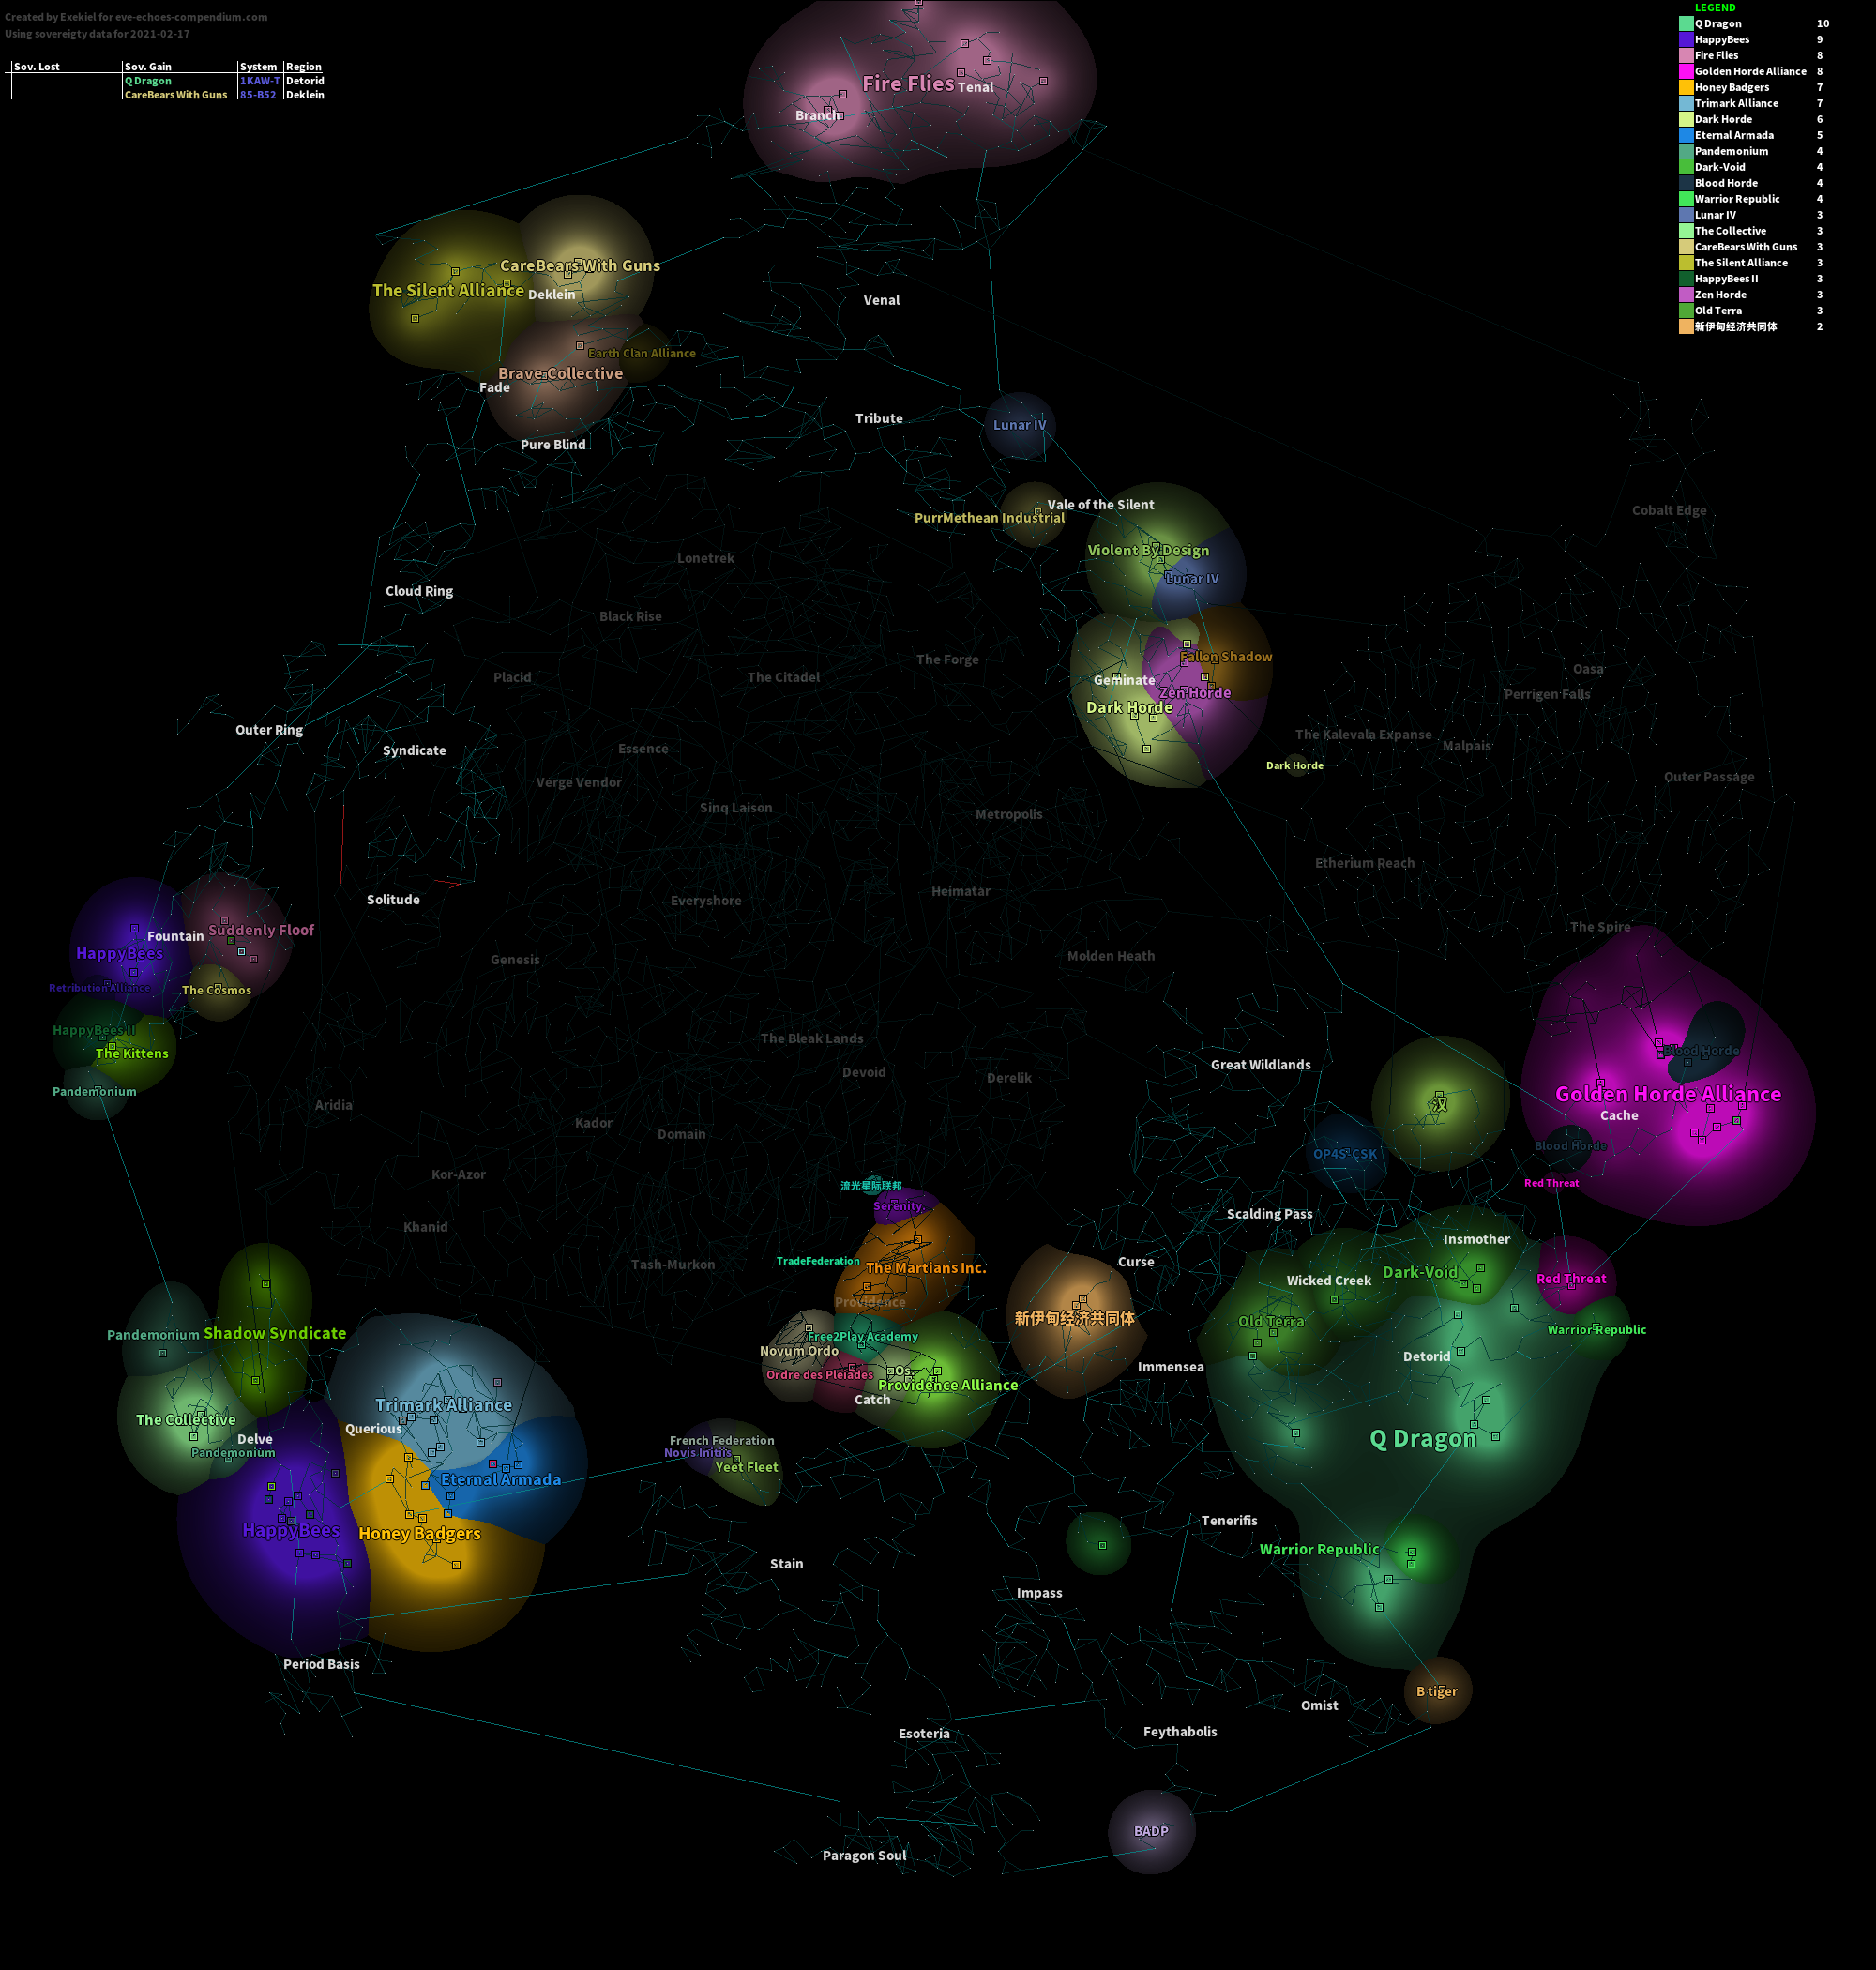 Created by Exekiel for eve-echoes-compendium.com
Using sovereigty data for 2021-02-17
Sov. Lost Sov. Gain System Region
Q Dragon 1KAW-T Detorid
CareBears With Guns 85-B52 Deklein
LEGEND
Q Dragon 10
HappyBees 9
Fire Flies 8
Golden Horde Alliance 8
Honey Badgers 7
Trimark Alliance 7
Dark Horde 6
Eternal Armada 5
Pandemonium 4
Dark-Void 4
Blood Horde 4
Warrior Republic 4
Lunar IV 3
The Collective 3
CareBears With Guns 3
The Silent Alliance 3
HappyBees II 3
Zen Horde 3
Old Terra 3
新伊甸经济共同体 2
Fire Flies
Tenal
Branch
CareBears With Guns
The Silent Alliance
Deklein
Venal
Earth Clan Alliance
Brave Collective
Fade
Tribute
Lunar IV
Pure Blind
Vale of the Silent
Cobalt Edge
PurrMethean Industrial
Violent By Design
Lonetrek
Lunar IV
Cloud Ring
Black Rise
Fallen Shadow
The Forge
Oasa
Placid
The Citadel
Geminate
Zen Horde
Perrigen Falls
Dark Horde
Outer Ring
The Kalevala Expanse
Syndicate
Essence
Malpais
Dark Horde
Verge Vendor
Outer Passage
Sinq Laison
Metropolis
Etherium Reach
Heimatar
Solitude
Everyshore
The Spire
Suddenly Floof
Fountain
HappyBees
Genesis
Molden Heath
Retribution Alliance
The Cosmos
HappyBees II
The Bleak Lands
The Kittens
Blood Horde
Great Wildlands
Devoid
Derelik
Pandemonium
Golden Horde Alliance
汉
Aridia
Cache
Kador
Domain
Blood Horde
OP4S-CSK
Kor-Azor
Red Threat
流光星际联邦
Serenity.
Scalding Pass
Khanid
Insmother
TradeFederation
Tash-Murkon
The Martians Inc.
Curse
Dark-Void
Red Threat
Wicked Creek
Providence
新伊甸经济共同体
Old Terra
Warrior Republic
Pandemonium
Shadow Syndicate
Free2Play Academy
Novum Ordo
Detorid
Immensea
Ordre des Pleiades
Os.
Providence Alliance
Catch
Trimark Alliance
The Collective
Querious
Delve
Pandemonium
French Federation
Novis Initiis
Yeet Fleet
Q Dragon
Eternal Armada
HappyBees
Honey Badgers
Tenerifis
Warrior Republic
Stain
Impass
Period Basis
B tiger
Omist
Esoteria
Feythabolis
BADP
Paragon Soul